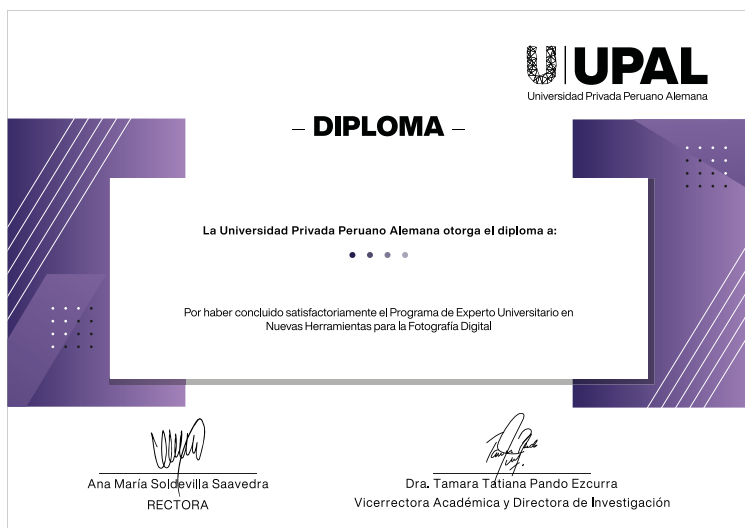 UPAL
Universidad Privada Peruano Alemana
– DIPLOMA –
La Universidad Privada Peruano Alemana otorga el diploma a:
Por haber concluido satisfactoriamente el Programa de Experto Universitario en
Nuevas Herramientas para la Fotografía Digital
Ana María Soldevilla Saavedra
RECTORA
Dra. Tamara Tatiana Pando Ezcurra
Vicerrectora Académica y Directora de Investigación